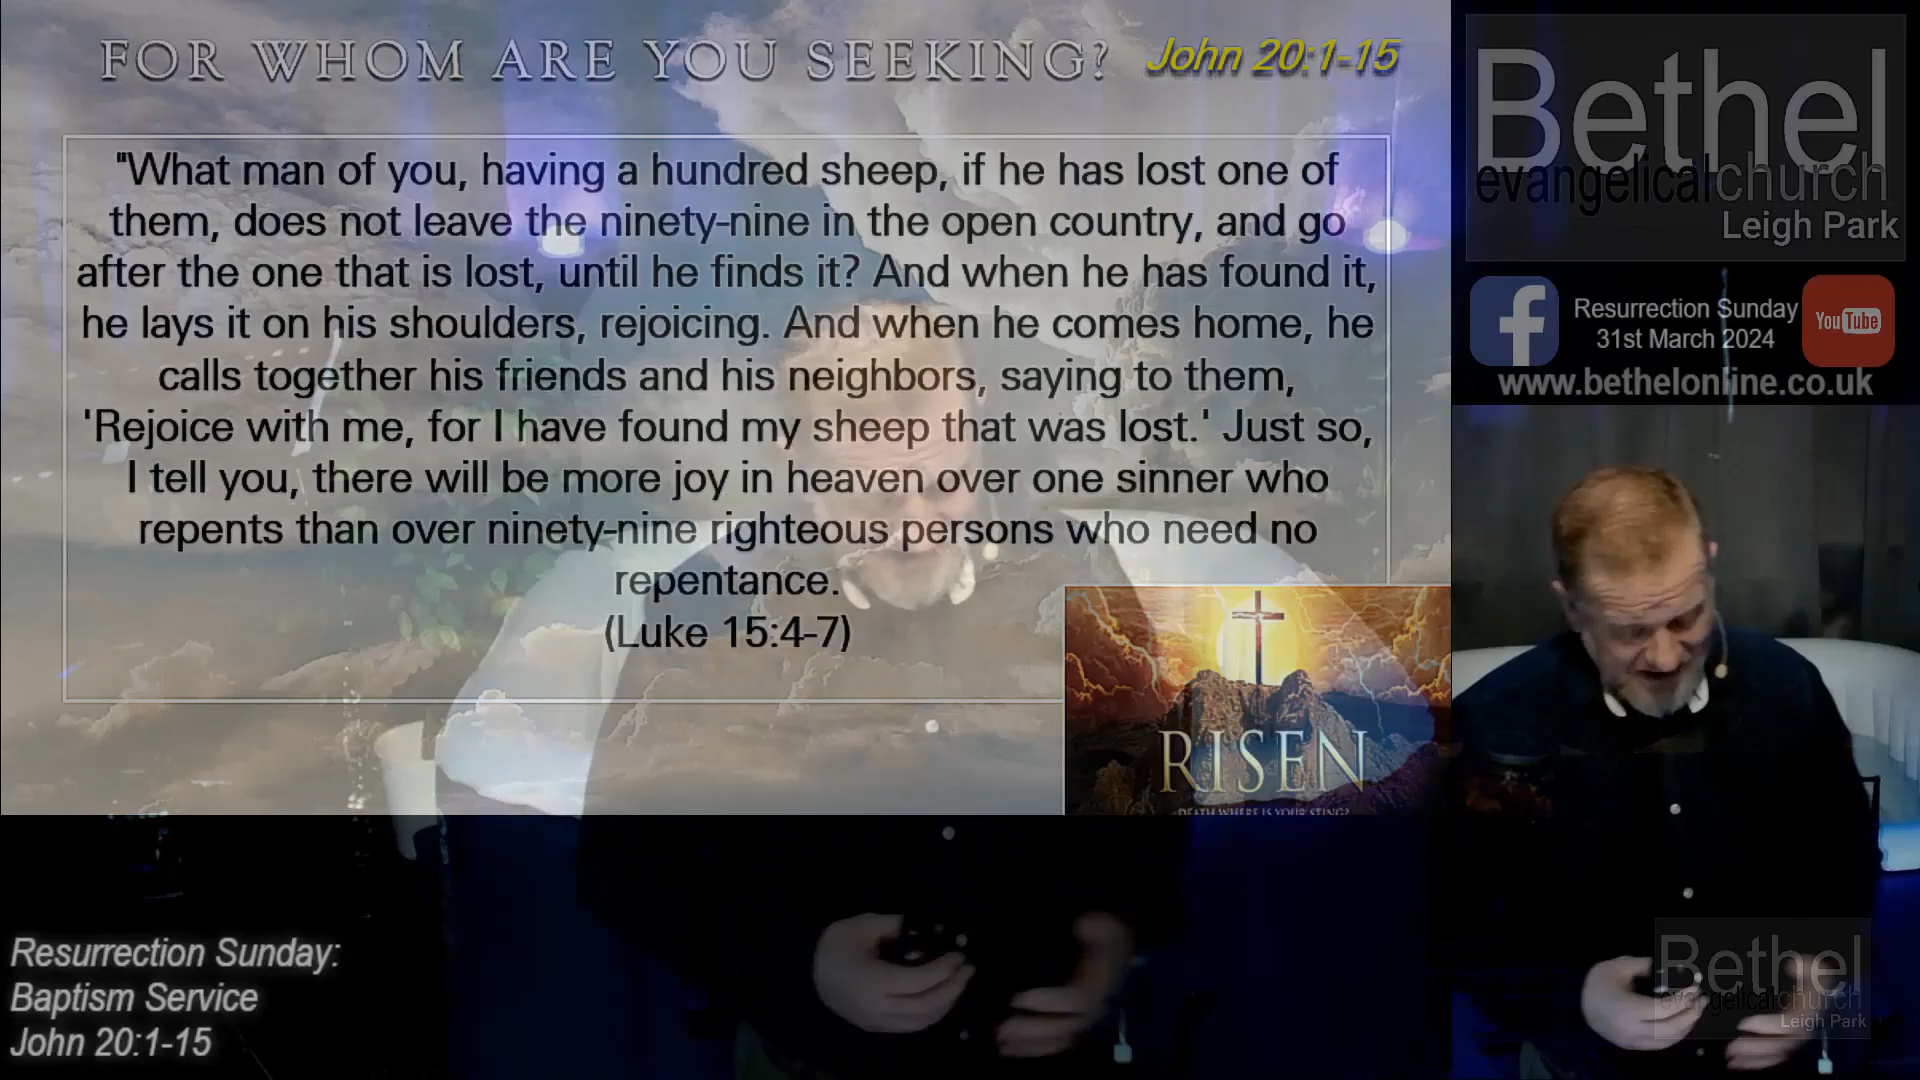 FOR WHOM ARE YOU SEEKING?
John 20:1-15
"What man of you, having a hundred sheep, if he has lost one of
them, does not leave the ninety-nine in the open country, and go
after the one that is lost, until he finds it? And when he has found it,
he lays it on his shoulders, rejoicing. And when he comes home, he
calls together his friends and his neighbors, saying to them,
'Rejoice with me, for I have found my sheep that was lost.' Just so,
I tell you, there will be more joy in heaven over one sinner who
repents than over ninety-nine righteous persons who need no
repentance.
(Luke 15:4-7)
RISEN
DEATH WHERE IS YOUR STING?
Bethel
evangelicalchurch
Leigh Park
f
Resurrection Sunday
31st March 2024
YouTube
www.bethelonline.co.uk
Resurrection Sunday:
Baptism Service
John 20:1-15
Bethel
evangelicalchurch
Leigh Park